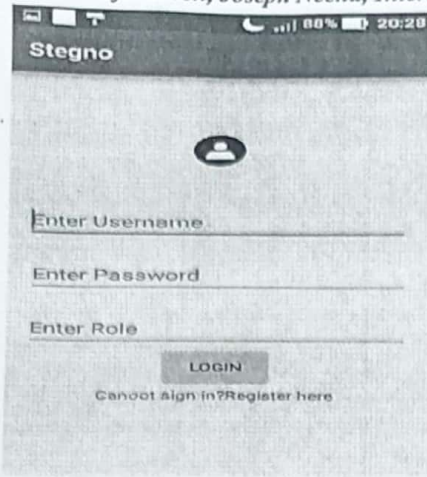 88% 20:28
Stegno
Enter Username
Enter Password
Enter Role
LOGIN
Canoot sign in?Register here